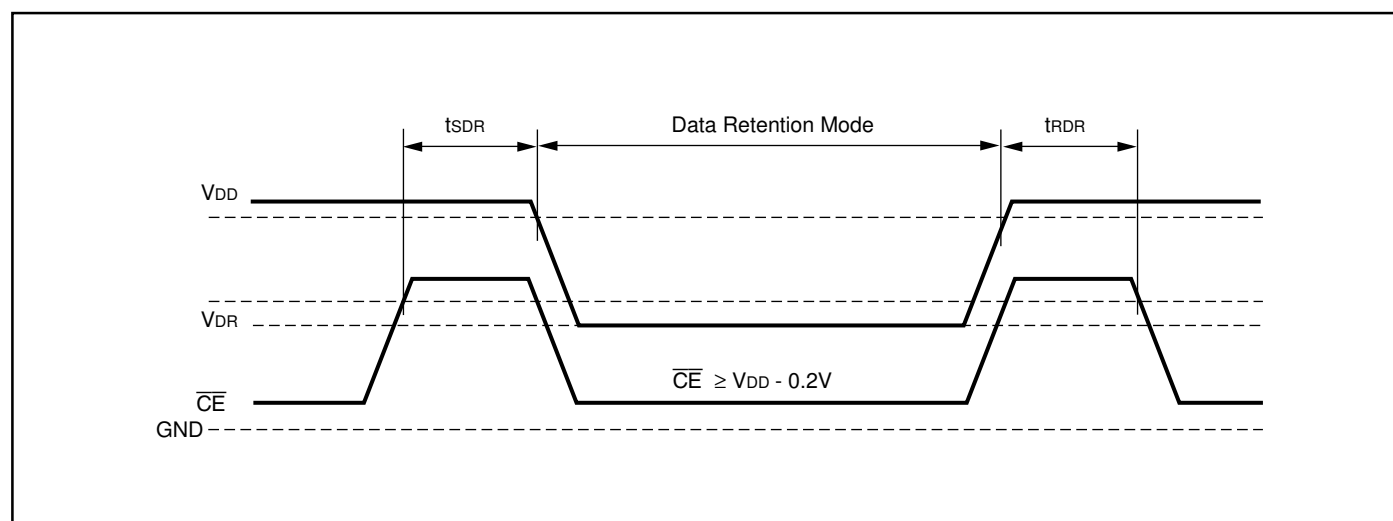 tSDR Data Retention Mode tRDR
VDD
VDR
CE ≥ VDD - 0.2V
CE
GND